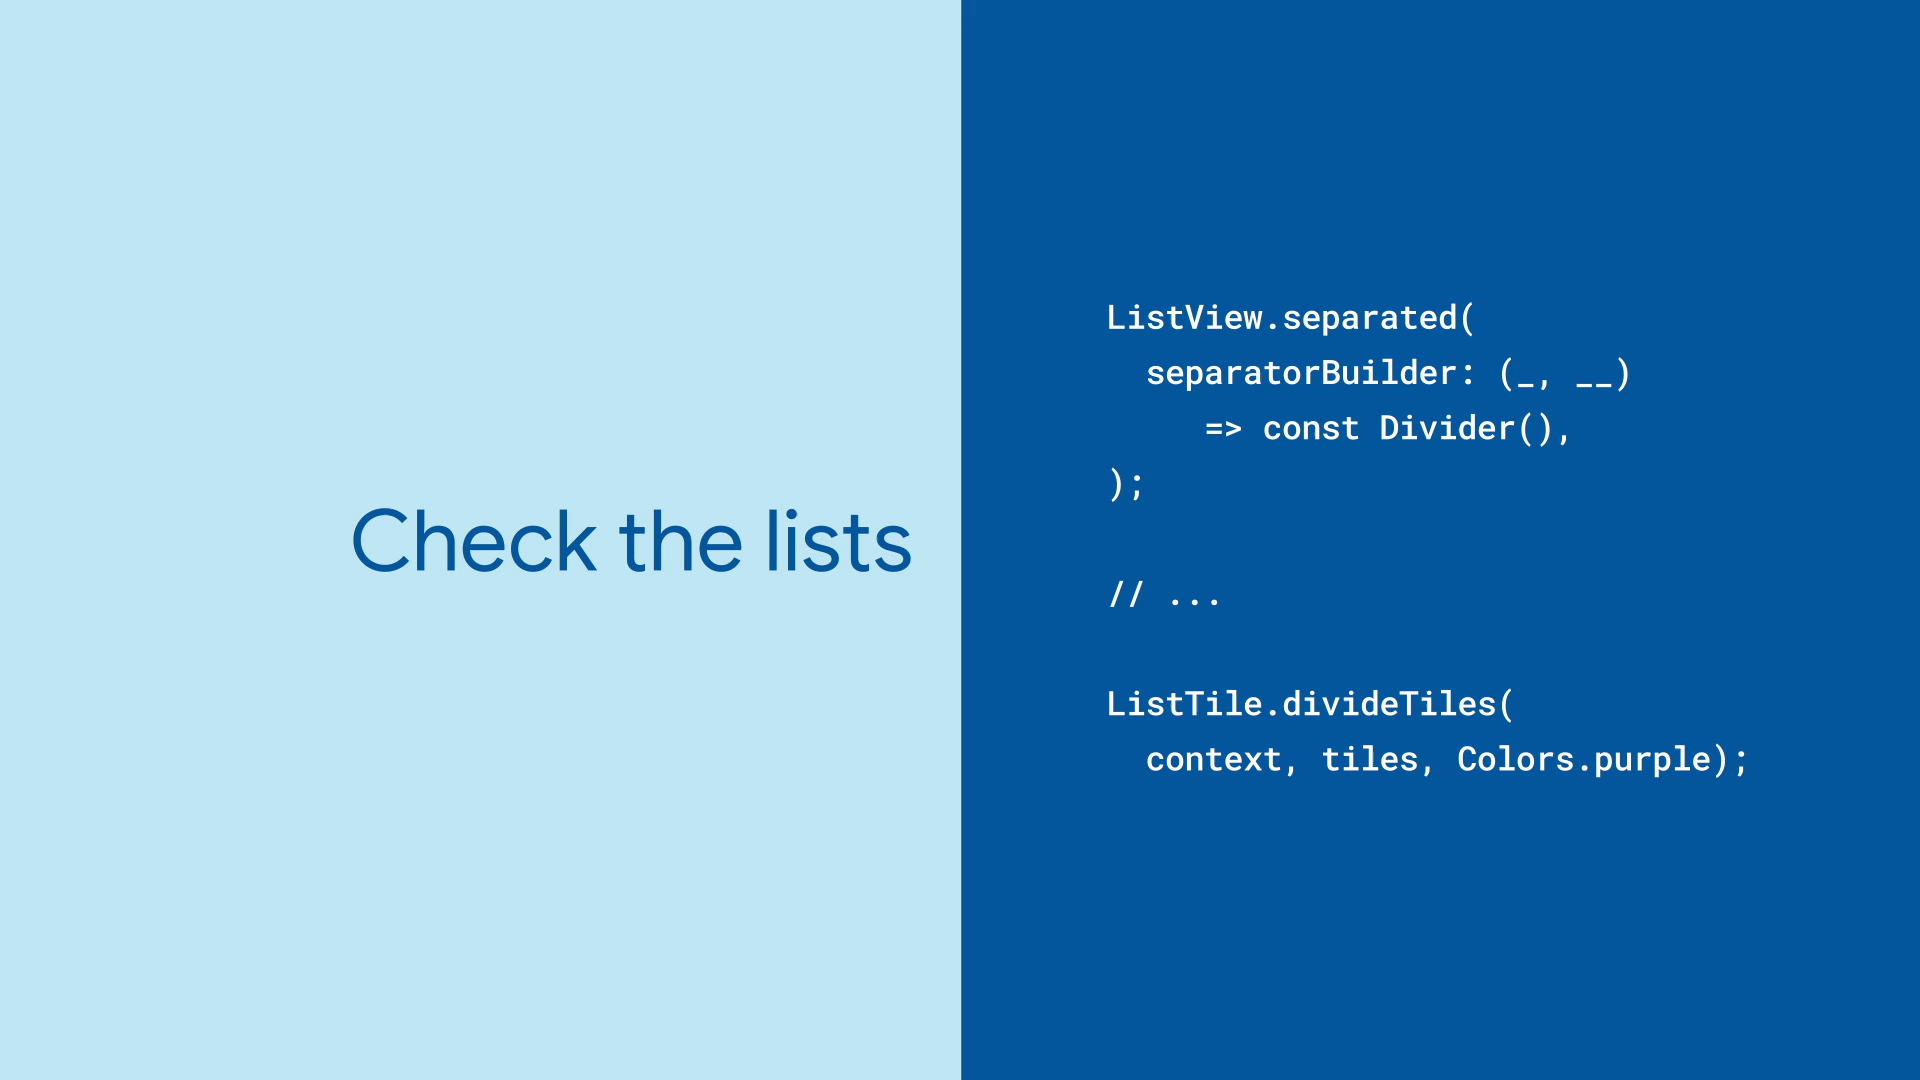 Check the lists
ListView.separated(
  separatorBuilder: (_, __)
     => const Divider(),
);
// ...
ListTile.divideTiles(
  context, tiles, Colors.purple);